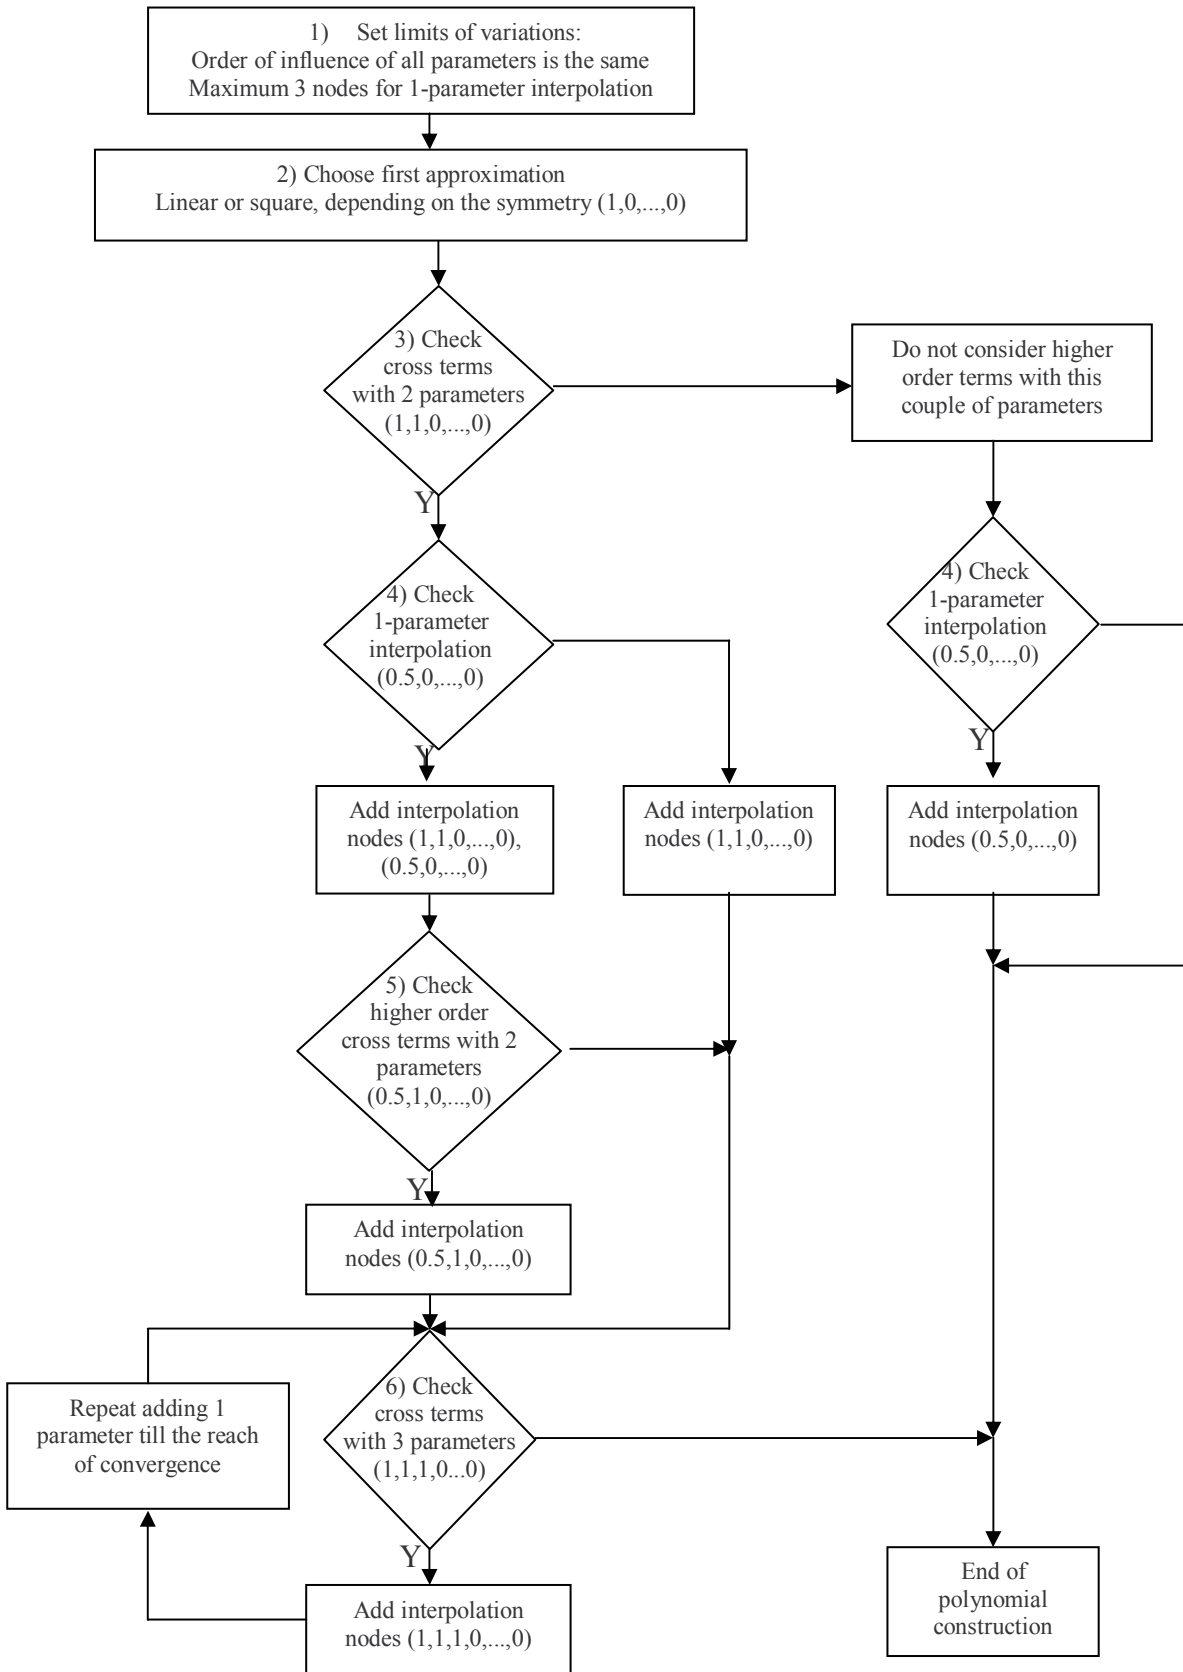 1) Set limits of variations:
Order of influence of all parameters is the same
Maximum 3 nodes for 1-parameter interpolation
2) Choose first approximation
Linear or square, depending on the symmetry (1,0,...,0)
3) Check
cross terms
with 2 parameters
(1,1,0,...,0)
Do not consider higher
order terms with this
couple of parameters
Y
4) Check
1-parameter
interpolation
(0.5,0,...,0)
4) Check
1-parameter
interpolation
(0.5,0,...,0)
Y
Y
Add interpolation
nodes (1,1,0,...,0),
(0.5,0,...,0)
Add interpolation
nodes (1,1,0,...,0)
Add interpolation
nodes (0.5,0,...,0)
5) Check
higher order
cross terms with 2
parameters
(0.5,1,0,...,0)
Y
Add interpolation
nodes (0.5,1,0,...,0)
6) Check
cross terms
with 3 parameters
(1,1,1,0...0)
Repeat adding 1
parameter till the reach
of convergence
Y
Add interpolation
nodes (1,1,1,0,...,0)
End of
polynomial
construction